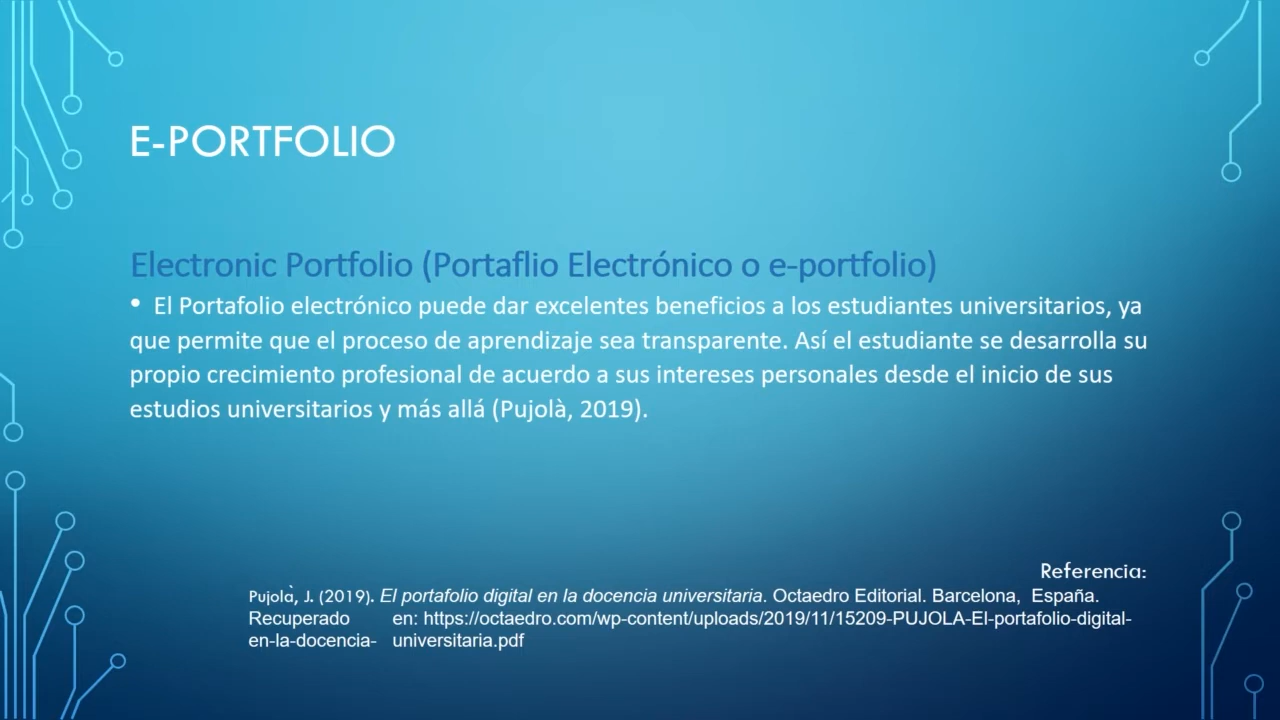 E-PORTFOLIO
Electronic Portfolio (Portaflio Electrónico o e-portfolio)
• El Portafolio electrónico puede dar excelentes beneficios a los estudiantes universitarios, ya
que permite que el proceso de aprendizaje sea transparente. Así el estudiante se desarrolla su
propio crecimiento profesional de acuerdo a sus intereses personales desde el inicio de sus
estudios universitarios y más allá (Pujolà, 2019).
Referencia:
Pujolà, J. (2019). El portafolio digital en la docencia universitaria. Octaedro Editorial. Barcelona, España.
Recuperado en: https://octaedro.com/wp-content/uploads/2019/11/15209-PUJOLA-El-portafolio-digital-
en-la-docencia- universitaria.pdf